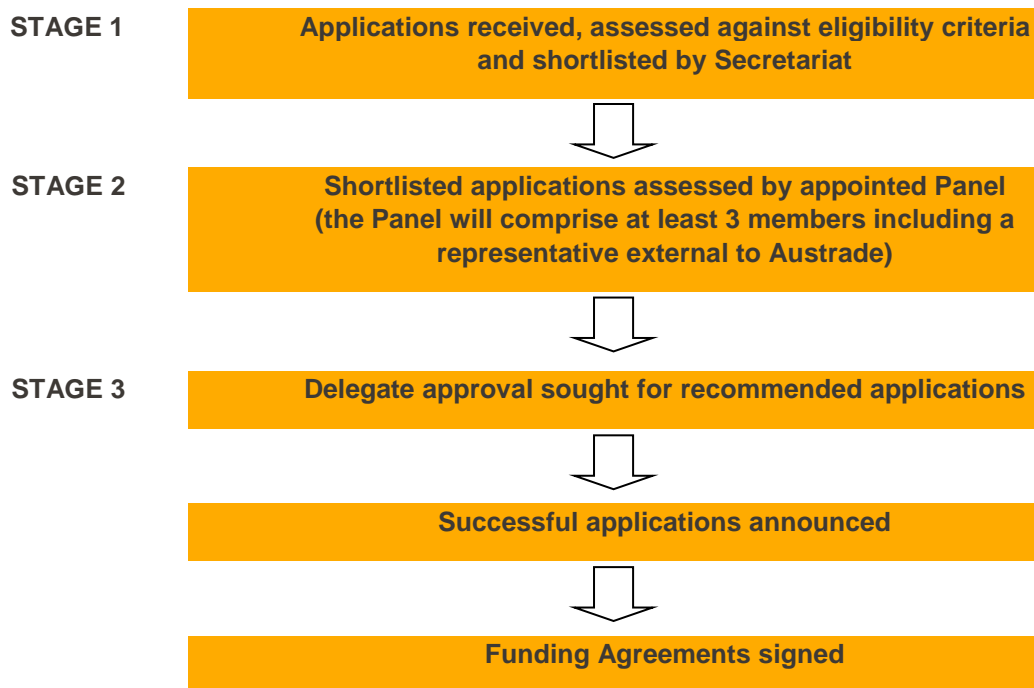 STAGE 1
Applications received, assessed against eligibility criteria
and shortlisted by Secretariat
STAGE 2
Shortlisted applications assessed by appointed Panel
(the Panel will comprise at least 3 members including a
representative external to Austrade)
STAGE 3
Delegate approval sought for recommended applications
Successful applications announced
Funding Agreements signed